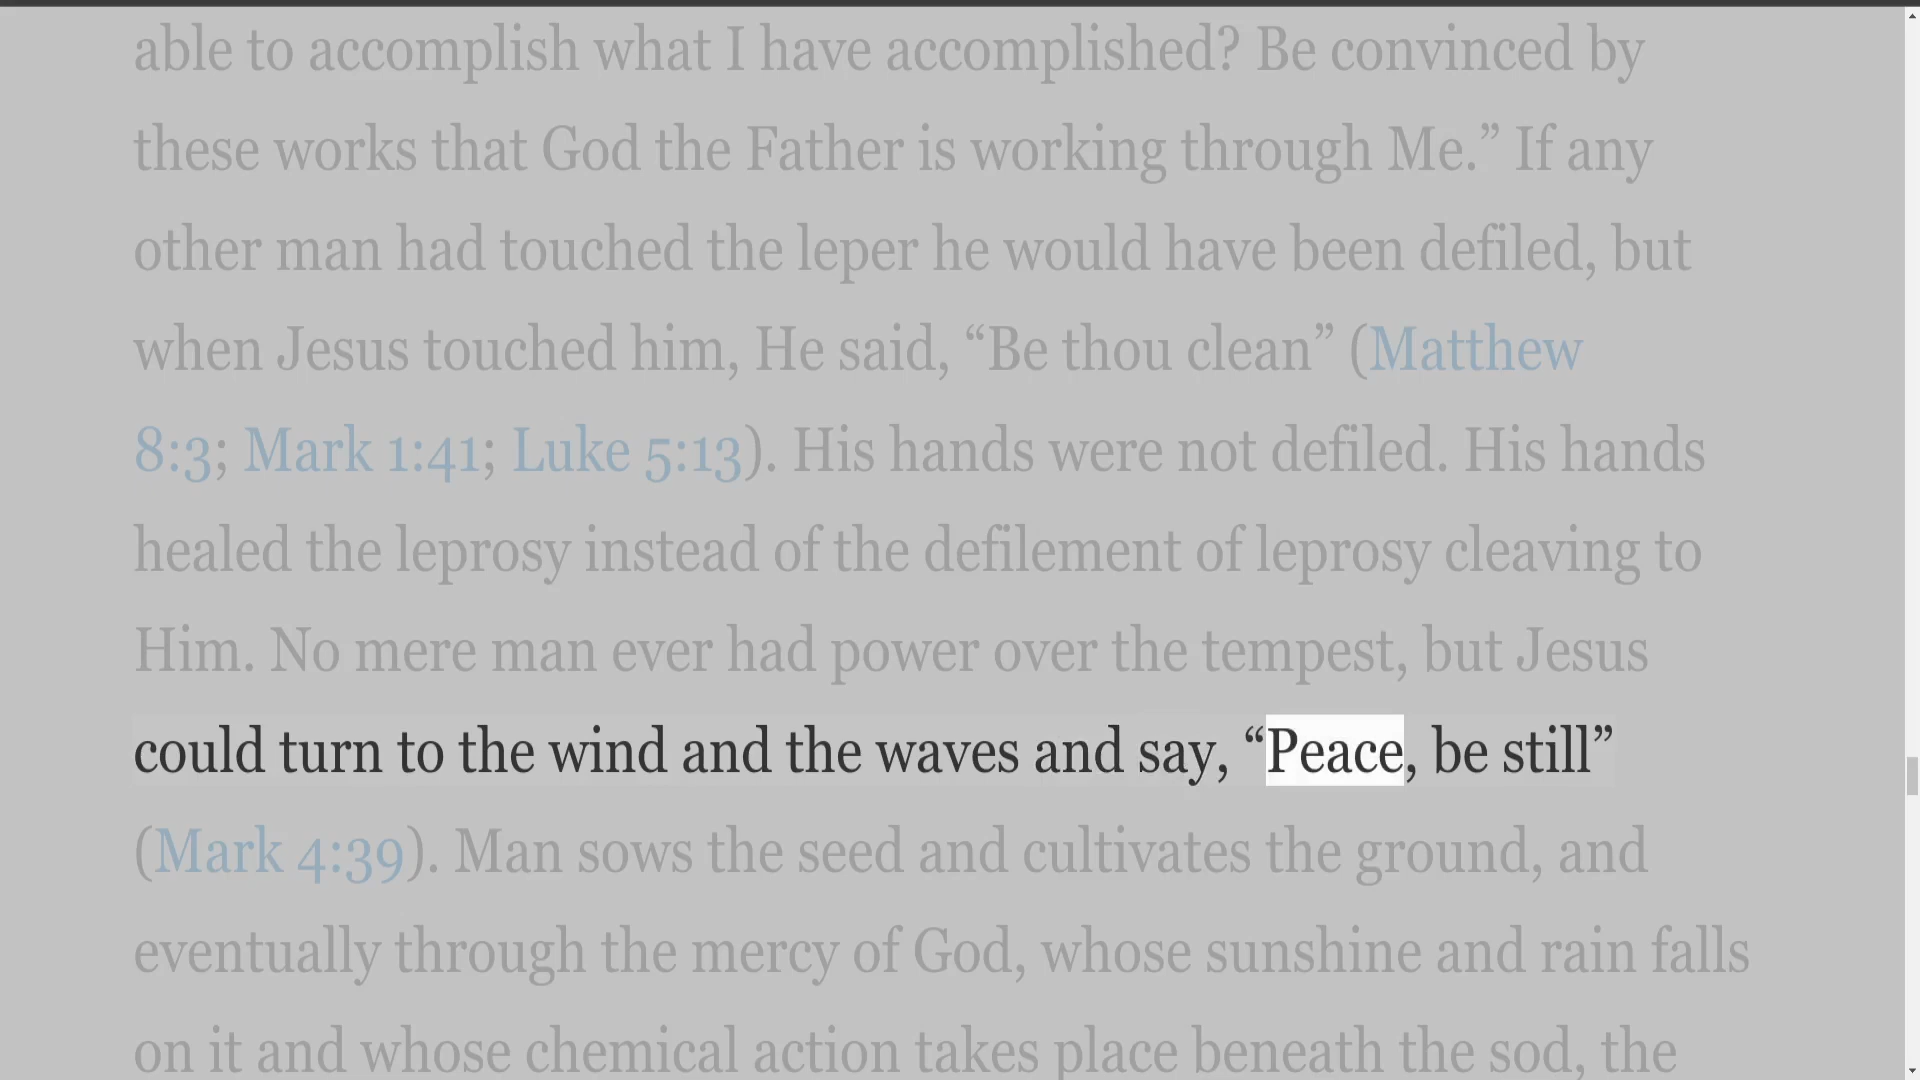 able to accomplish what I have accomplished? Be convinced by
these works that God the Father is working through Me.” If any
other man had touched the leper he would have been defiled, but
when Jesus touched him, He said, “Be thou clean” (Matthew
8:3; Mark 1:41; Luke 5:13). His hands were not defiled. His hands
healed the leprosy instead of the defilement of leprosy cleaving to
Him. No mere man ever had power over the tempest, but Jesus
could turn to the wind and the waves and say, “Peace, be still”
(Mark 4:39). Man sows the seed and cultivates the ground, and
eventually through the mercy of God, whose sunshine and rain falls
on it and whose chemical action takes place beneath the sod, the